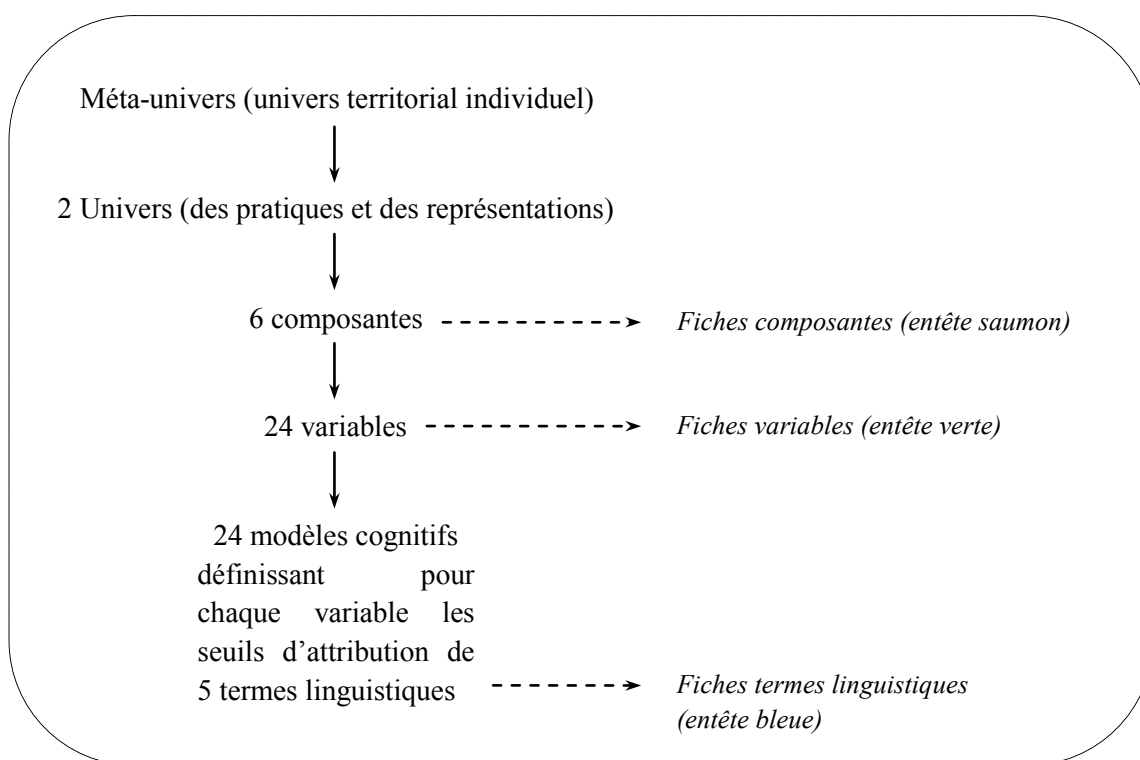 Méta-univers (univers territorial individuel)
2 Univers (des pratiques et des représentations)
6 composantes
Fiches composantes (entête saumon)
24 variables
Fiches variables (entête verte)
24 modèles cognitifs
définissant pour
chaque variable les
seuils d’attribution de
5 termes linguistiques
Fiches termes linguistiques
(entête bleue)